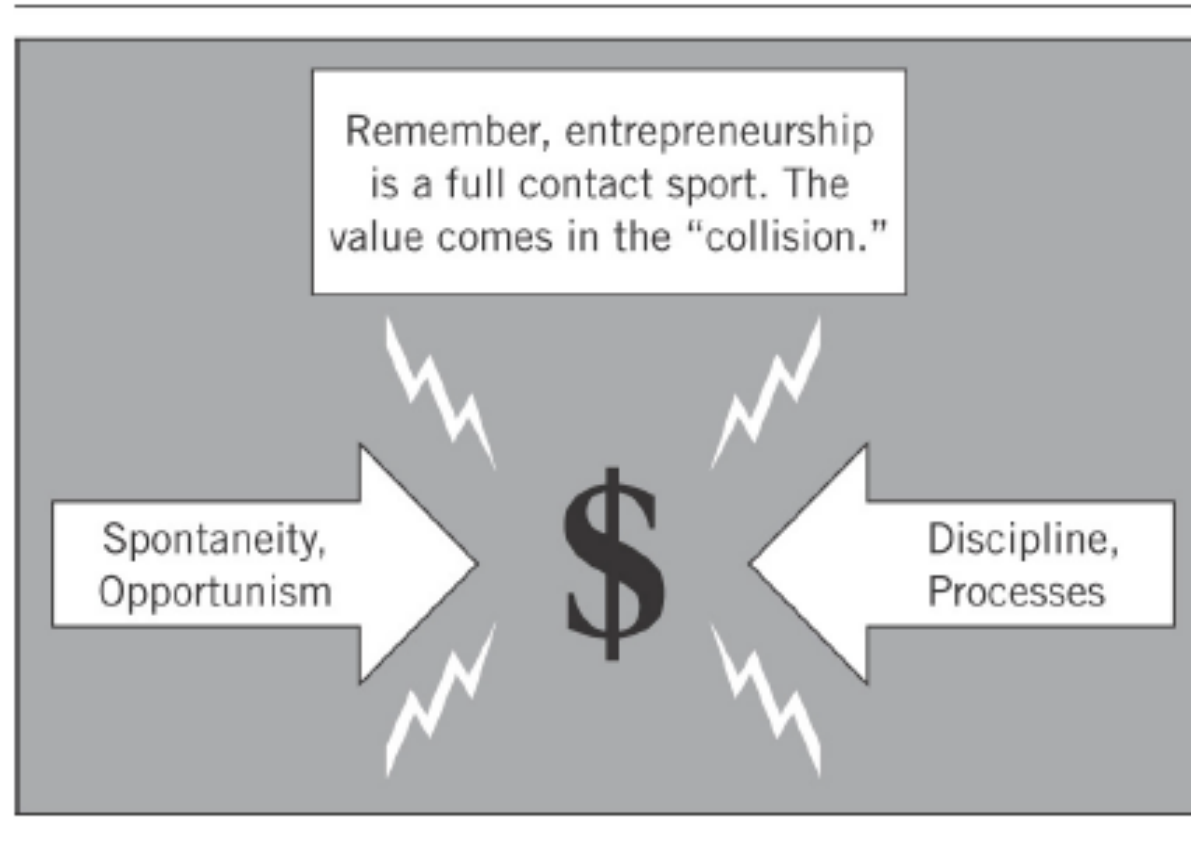 Remember, entrepreneurship
is a full contact sport. The
value comes in the “collision.”
Spontaneity,
Opportunism
$
Discipline,
Processes